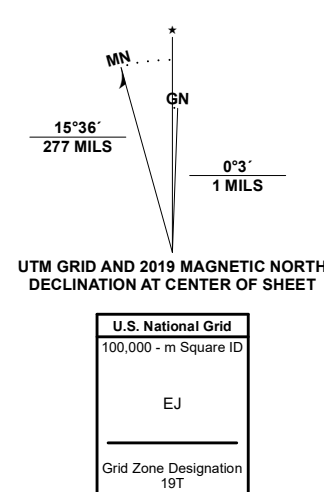 ★
MN
GN
15°36´
277 MILS
0°3´
1 MILS
UTM GRID AND 2019 MAGNETIC NORTH
DECLINATION AT CENTER OF SHEET
U.S. National Grid
100,000 - m Square ID
EJ
Grid Zone Designation
19T